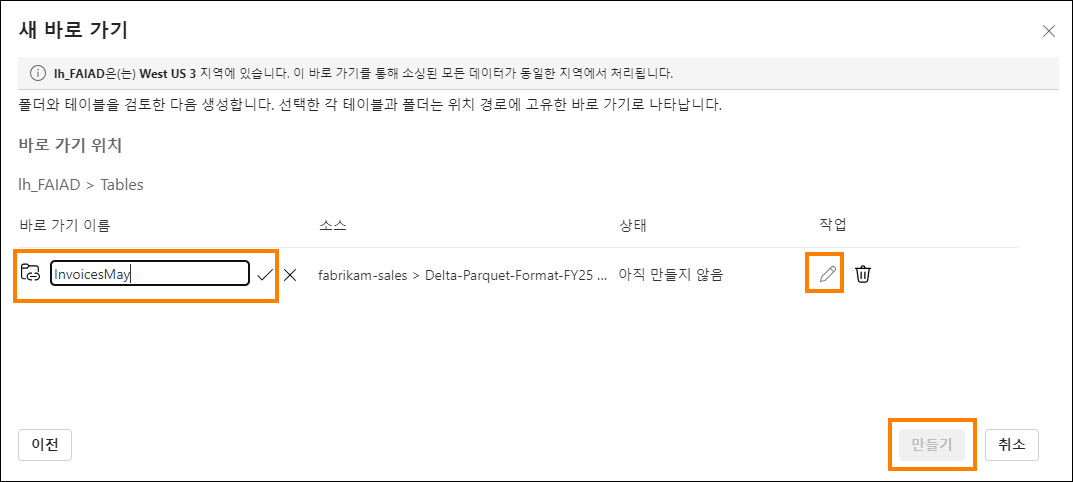 새 바로 가기
lh_FAIAD은(는) West US 3 지역에 있습니다. 이 바로 가기를 통해 소싱된 모든 데이터가 동일한 지역에서 처리됩니다.
폴더와 테이블을 검토한 다음 생성합니다. 선택한 각 테이블과 폴더는 위치 경로에 고유한 바로 가기로 나타납니다.
바로 가기 위치
lh_FAIAD > Tables
바로 가기 이름 소스 상태 작업
InvoicesMay fabrikam-sales > Delta-Parquet-Format-FY25 ... 아직 만들지 않음
이전 만들기 취소